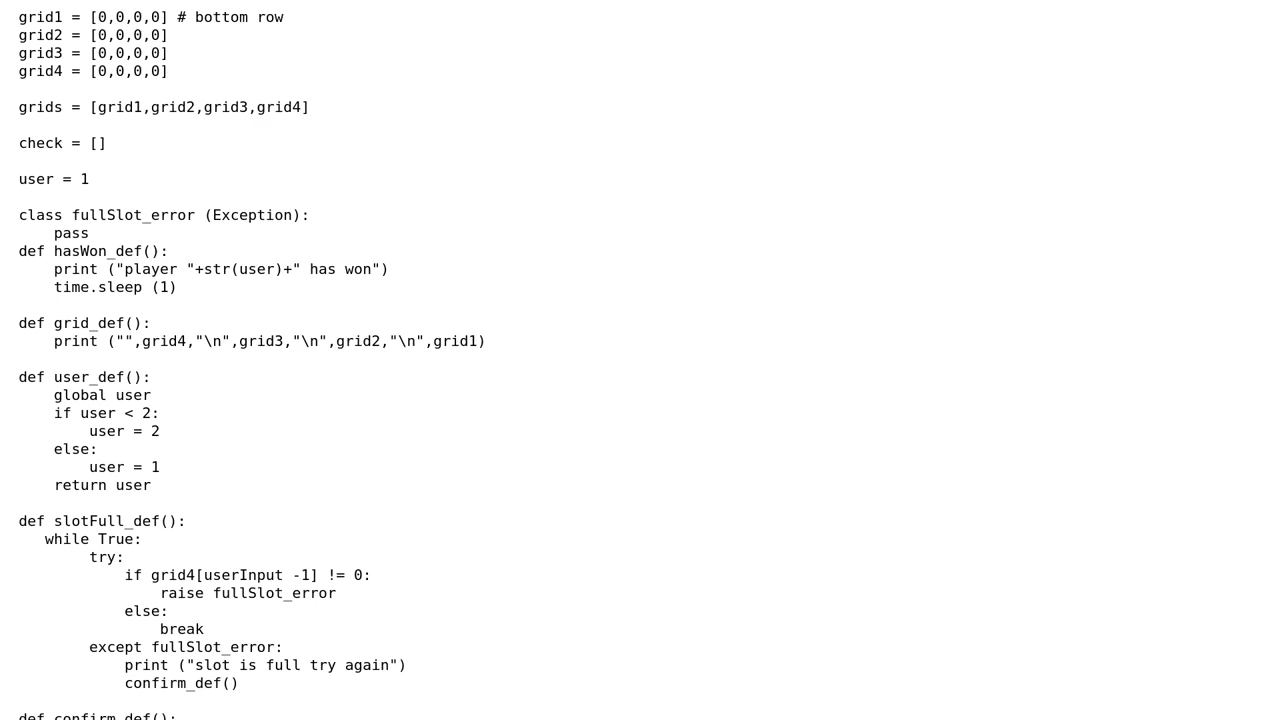 grid1 = [0,0,0,0] # bottom row
grid2 = [0,0,0,0]
grid3 = [0,0,0,0]
grid4 = [0,0,0,0]

grids = [grid1,grid2,grid3,grid4]

check = []

user = 1

class fullSlot_error (Exception):
    pass
def hasWon_def():
    print ("player "+str(user)+" has won")
    time.sleep (1)

def grid_def():
    print ("",grid4,"\n",grid3,"\n",grid2,"\n",grid1)

def user_def():
    global user
    if user < 2:
        user = 2
    else:
        user = 1
    return user

def slotFull_def():
   while True:
        try:
            if grid4[userInput -1] != 0:
                raise fullSlot_error
            else:
                break
        except fullSlot_error:
            print ("slot is full try again")
            confirm_def()

def confirm_def():